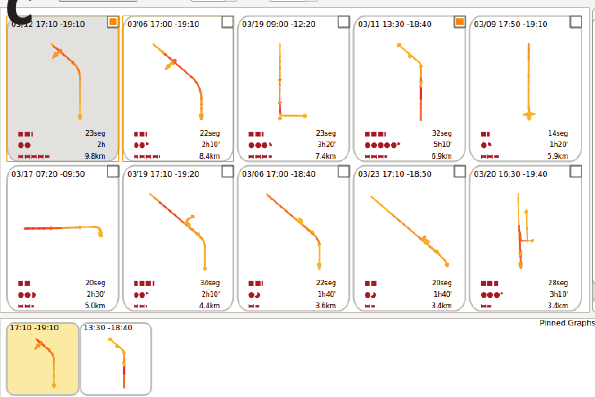 C
03/12 17:10 -19:10
03/06 17:00 -19:10
03/19 09:00 -12:20
03/11 13:30 -18:40
03/09 17:50 -19:10
23seg
22seg
23seg
32seg
14seg
2h
2h10'
3h20'
5h10'
1h20'
9.8km
8.4km
7.4km
6.9km
5.9km
03/17 07:20 -09:50
03/19 17:10 -19:20
03/06 17:00 -18:40
03/23 17:10 -18:50
03/20 16:30 -19:40
20seg
34seg
22seg
20seg
28seg
2h30'
2h10'
1h40'
1h40'
3h10'
5.0km
4.4km
3.6km
3.4km
3.4km
Pinned Graphs
17:10 -19:10
13:30 -18:40